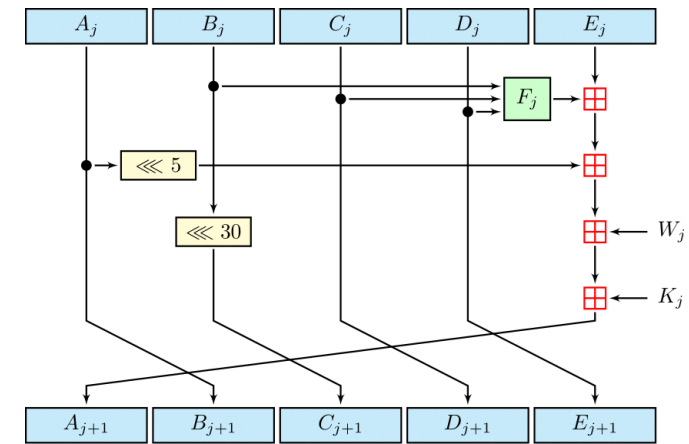 A_j B_j C_j D_j E_j
F_j
⋘ 5
⋘ 30
W_j
K_j
A_{j+1} B_{j+1} C_{j+1} D_{j+1} E_{j+1}